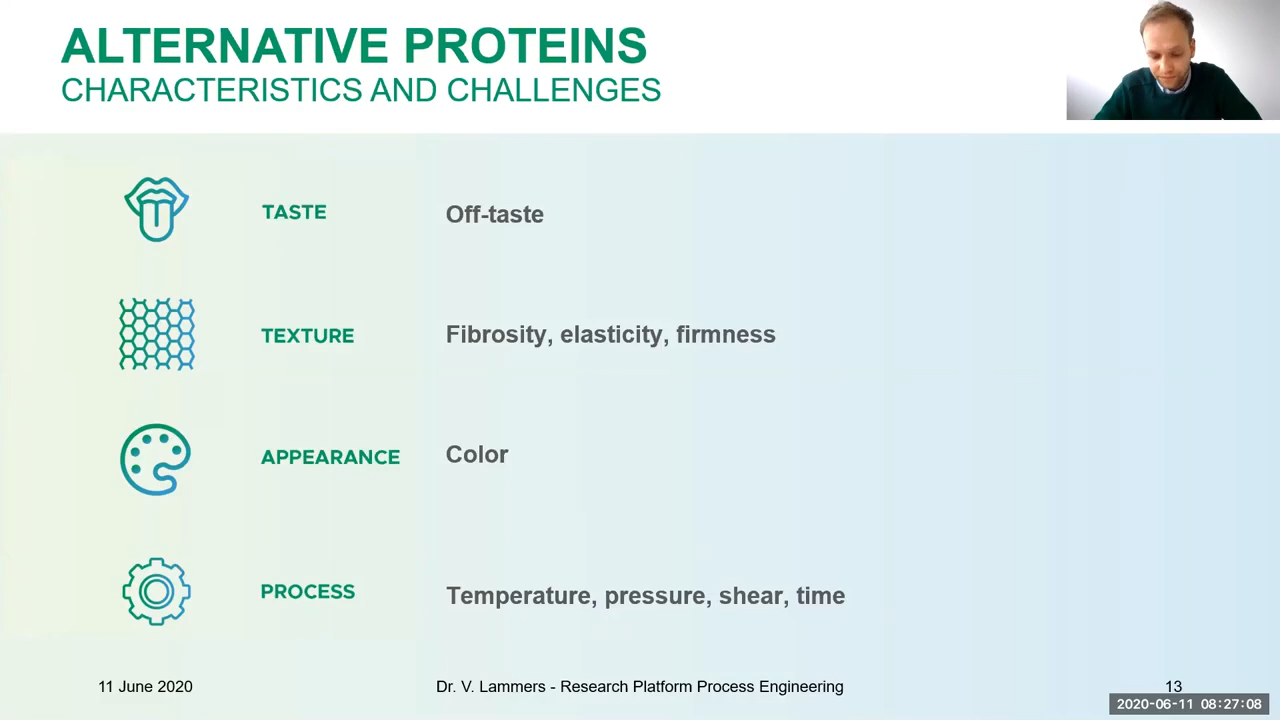 ALTERNATIVE PROTEINS
CHARACTERISTICS AND CHALLENGES
TASTE Off-taste
TEXTURE Fibrosity, elasticity, firmness
APPEARANCE Color
PROCESS Temperature, pressure, shear, time
11 June 2020 Dr. V. Lammers - Research Platform Process Engineering 13
2020-06-11 08:27:08